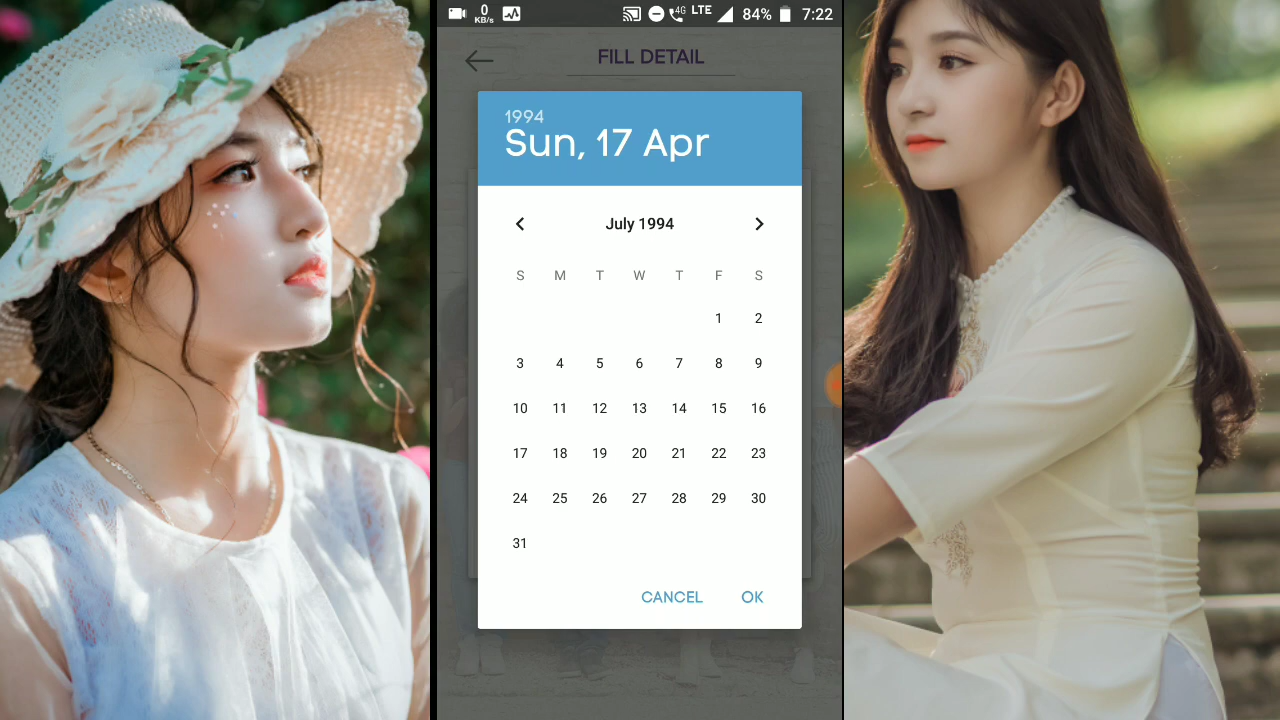 0
KB/s
4G
LTE
84%
7:22
FILL DETAIL
1994
Sun, 17 Apr
July 1994
S M T W T F S
1 2
3 4 5 6 7 8 9
10 11 12 13 14 15 16
17 18 19 20 21 22 23
24 25 26 27 28 29 30
31
CANCEL OK